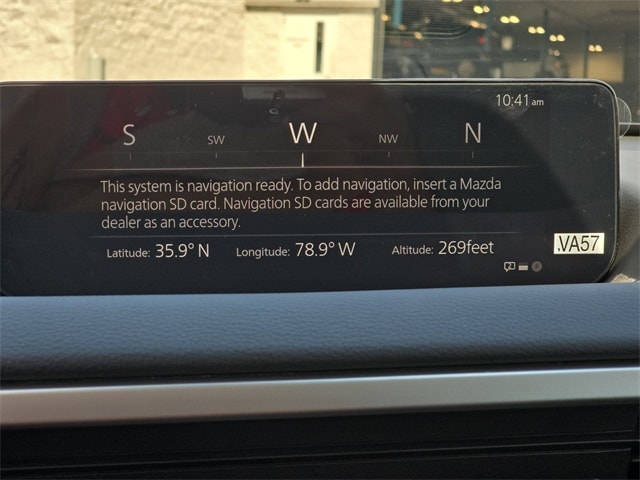 10:41 am
S SW W NW N
This system is navigation ready. To add navigation, insert a Mazda
navigation SD card. Navigation SD cards are available from your
dealer as an accessory.
Latitude: 35.9° N Longitude: 78.9° W Altitude: 269feet
.VA57